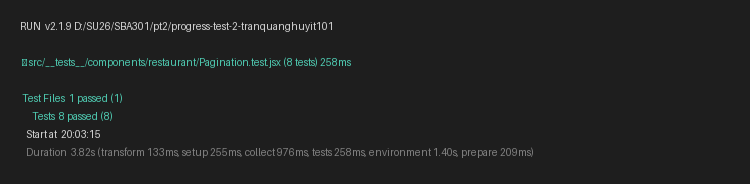 RUN v2.1.9 D:/SU26/SBA301/pt2/progress-test-2-tranquanghuyit101
src/__tests__/components/restaurant/Pagination.test.jsx (8 tests) 258ms
Test Files 1 passed (1)
Tests 8 passed (8)
Start at 20:03:15
Duration 3.82s (transform 133ms, setup 255ms, collect 976ms, tests 258ms, environment 1.40s, prepare 209ms)